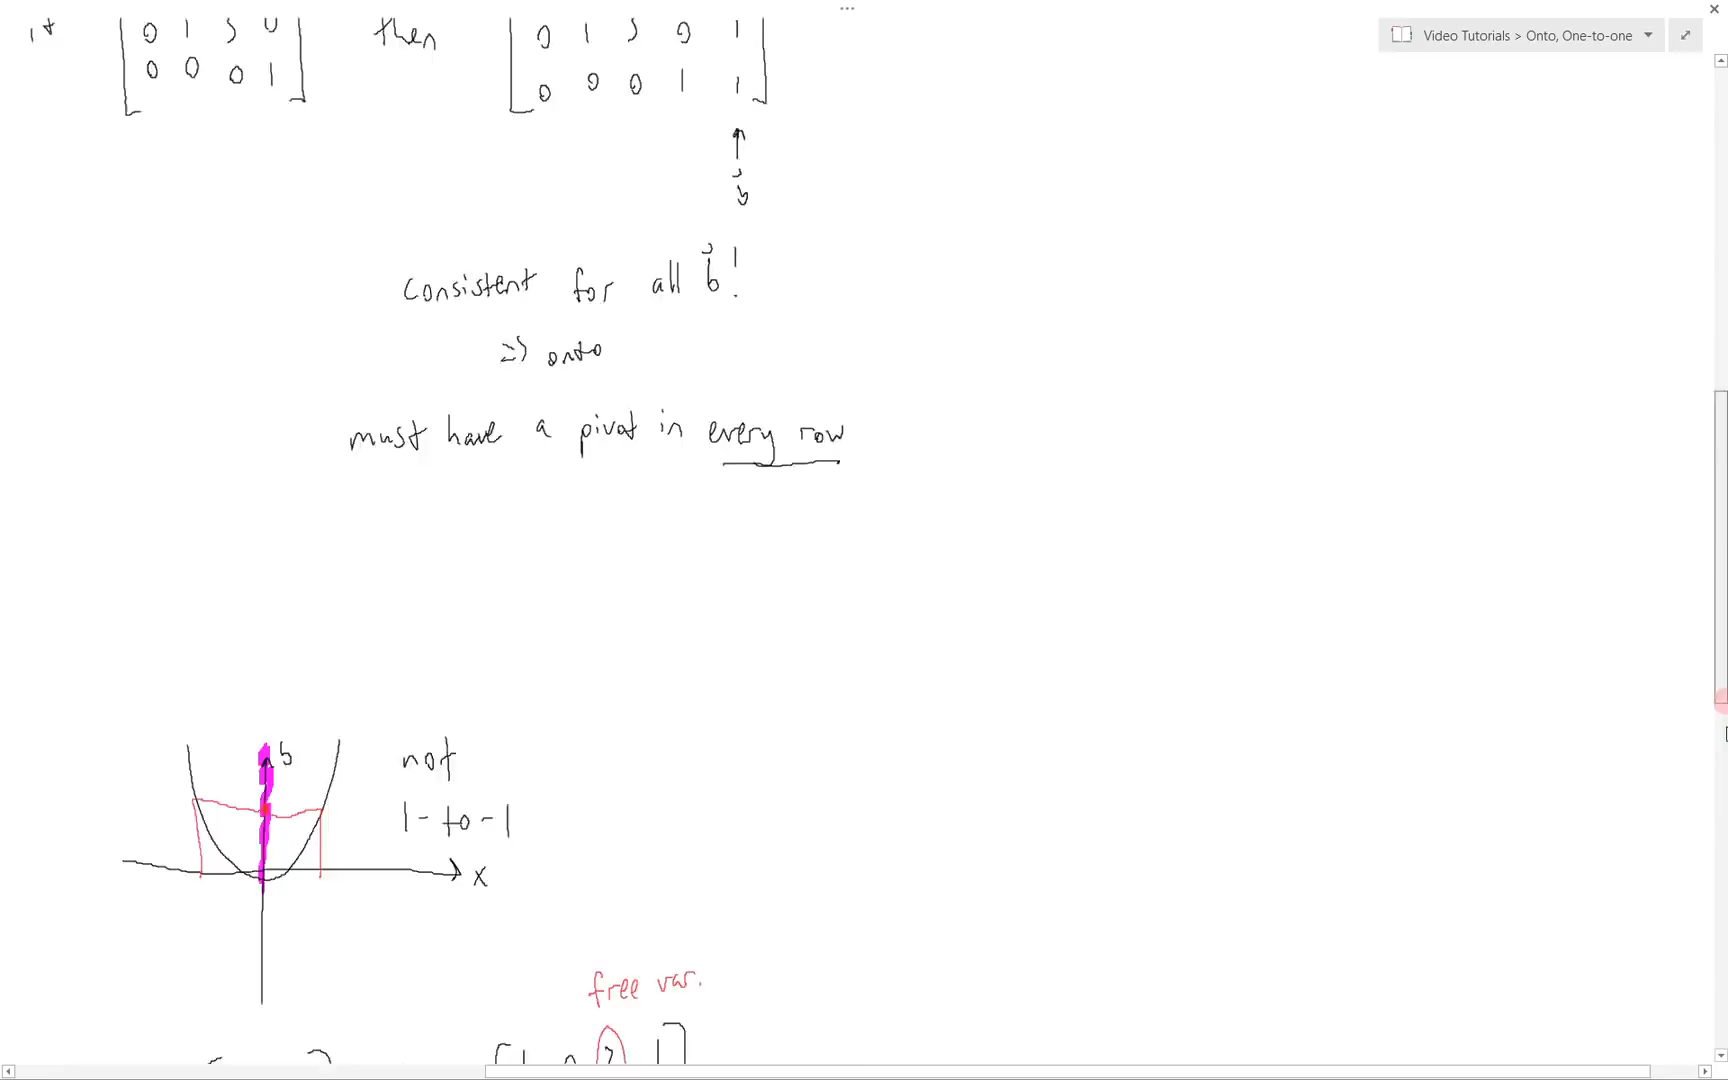 Video Tutorials > Onto, One-to-one
if 0 1 3 0 then 0 1 3 0 1
0 0 0 1 0 0 0 1 1
b
consistent for all b!
=> onto
must have a pivot in every row
b not
1-to-1
x
free var.